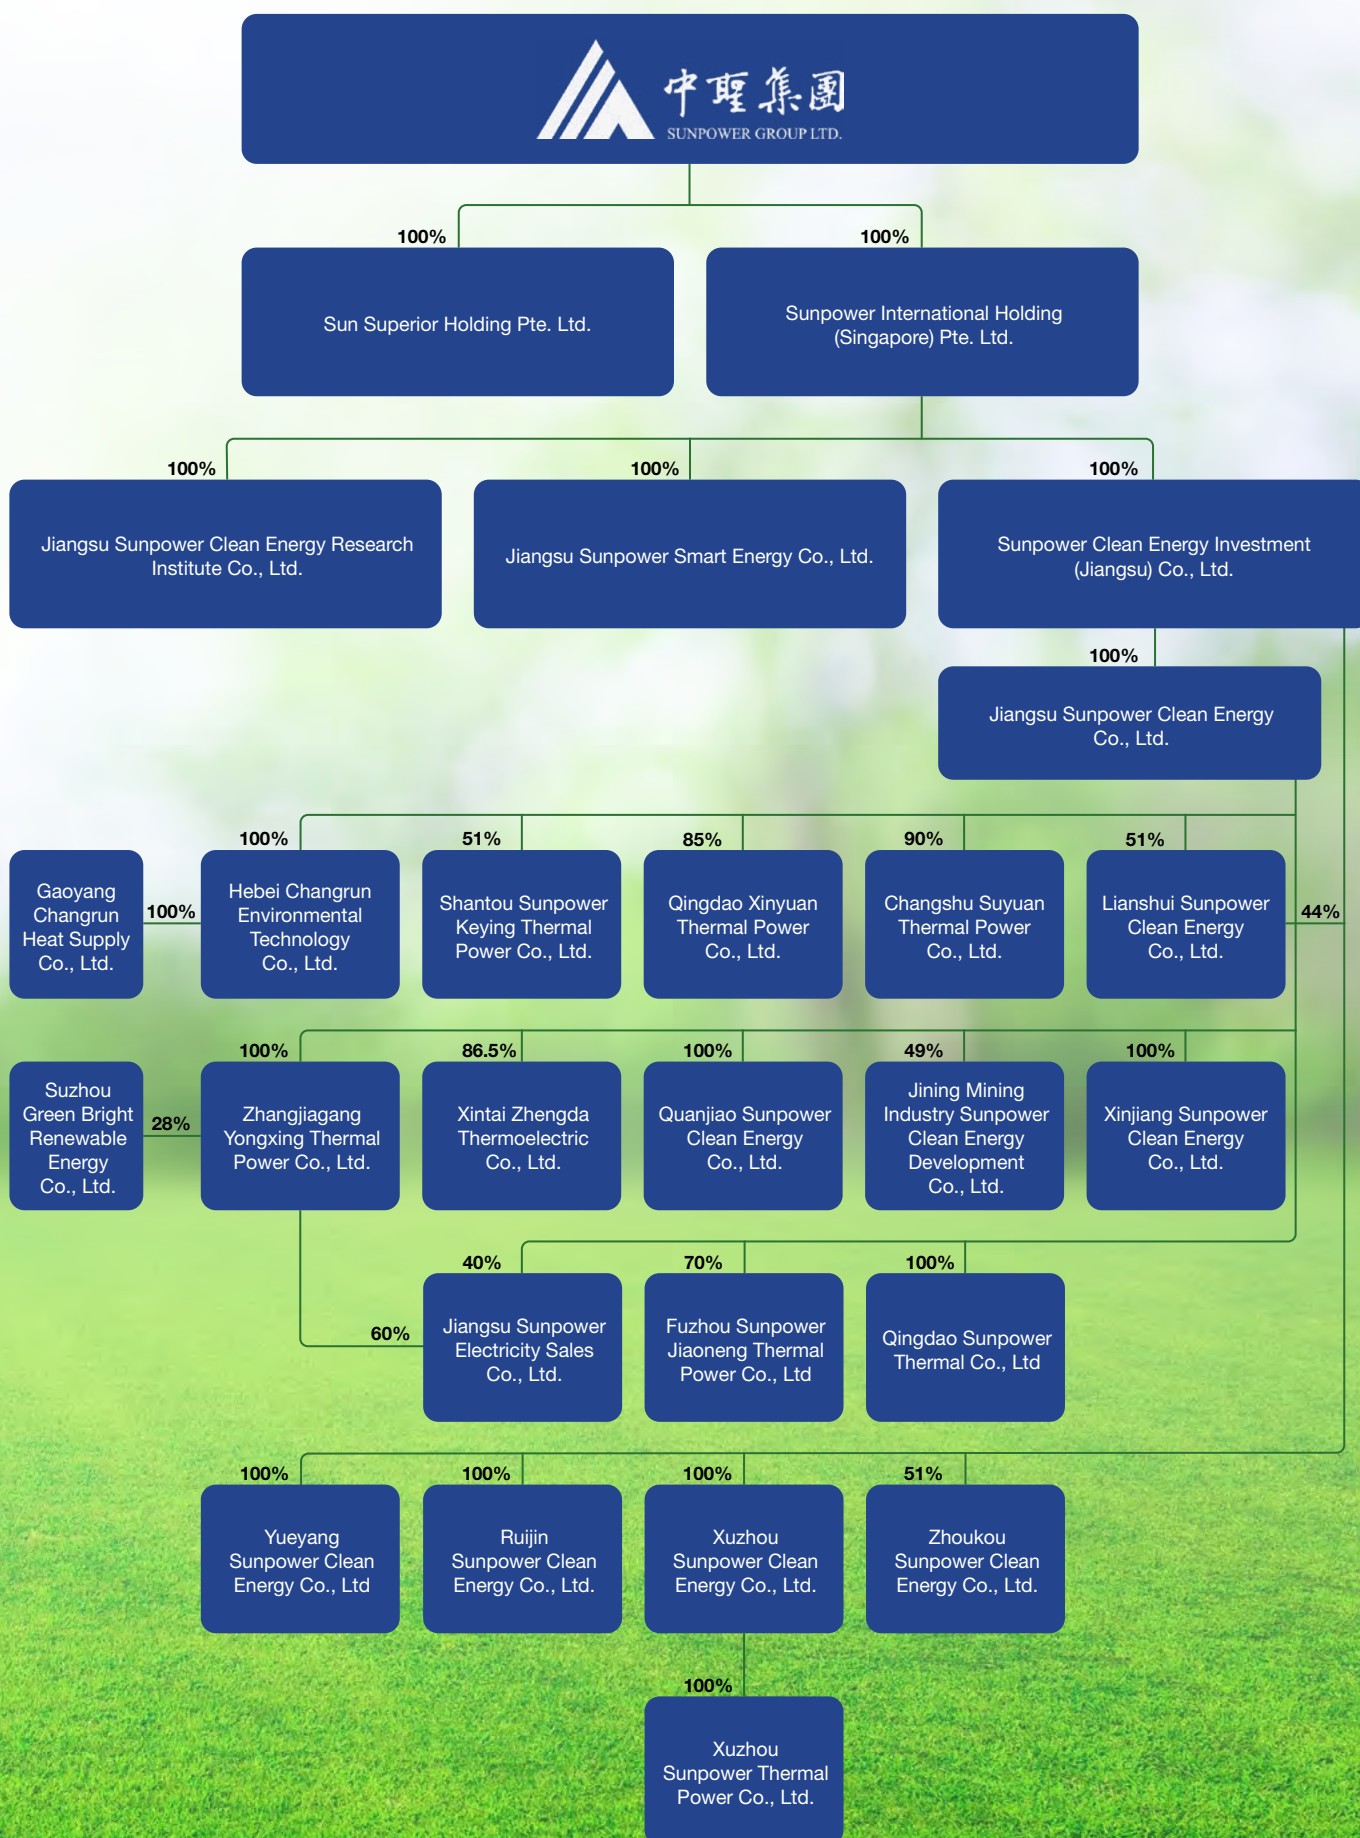 中聖集團
SUNPOWER GROUP LTD.
100%
100%
Sun Superior Holding Pte. Ltd.
Sunpower International Holding
(Singapore) Pte. Ltd.
100%
100%
100%
Jiangsu Sunpower Clean Energy Research
Institute Co., Ltd.
Jiangsu Sunpower Smart Energy Co., Ltd.
Sunpower Clean Energy Investment
(Jiangsu) Co., Ltd.
100%
Jiangsu Sunpower Clean Energy
Co., Ltd.
100%
51%
85%
90%
51%
Gaoyang
Changrun
Heat Supply
Co., Ltd.
100%
Hebei Changrun
Environmental
Technology
Co., Ltd.
Shantou Sunpower
Keying Thermal
Power Co., Ltd.
Qingdao Xinyuan
Thermal Power
Co., Ltd.
Changshu Suyuan
Thermal Power
Co., Ltd.
Lianshui Sunpower
Clean Energy
Co., Ltd.
44%
100%
86.5%
100%
49%
100%
Suzhou
Green Bright
Renewable
Energy
Co., Ltd.
28%
Zhangjiagang
Yongxing Thermal
Power Co., Ltd.
Xintai Zhengda
Thermoelectric
Co., Ltd.
Quanjiao Sunpower
Clean Energy
Co., Ltd.
Jining Mining
Industry Sunpower
Clean Energy
Development
Co., Ltd.
Xinjiang Sunpower
Clean Energy
Co., Ltd.
40%
70%
100%
60%
Jiangsu Sunpower
Electricity Sales
Co., Ltd.
Fuzhou Sunpower
Jiaoneng Thermal
Power Co., Ltd
Qingdao Sunpower
Thermal Co., Ltd
100%
100%
100%
51%
Yueyang
Sunpower Clean
Energy Co., Ltd
Ruijin
Sunpower Clean
Energy Co., Ltd.
Xuzhou
Sunpower Clean
Energy Co., Ltd.
Zhoukou
Sunpower Clean
Energy Co., Ltd.
100%
Xuzhou
Sunpower Thermal
Power Co., Ltd.